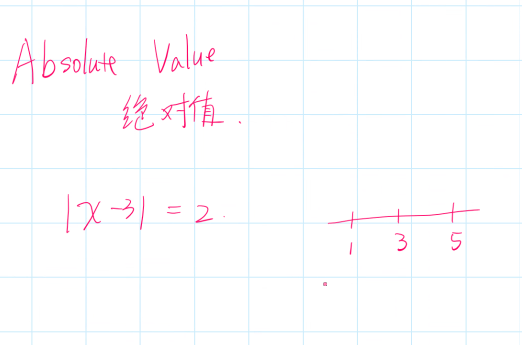 Absolute Value
绝对值.
|x-3| = 2.
1 3 5